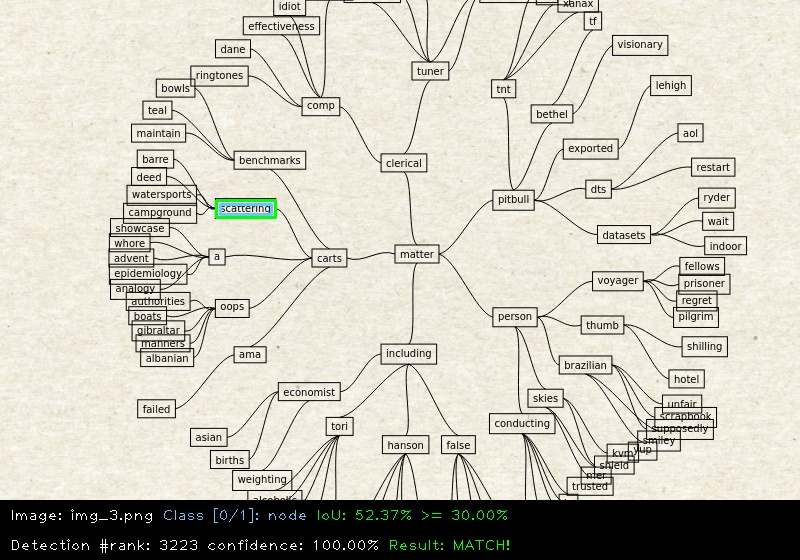 idiot
xanax
effectiveness
tf
dane
visionary
tuner
ringtones
bowls
tnt
lehigh
comp
teal
bethel
maintain
aol
exported
barre
benchmarks
clerical
restart
deed
dts
watersports
pitbull
ryder
campground
scattering
wait
showcase
datasets
whore
indoor
advent
a
carts
matter
fellows
epidemiology
voyager
prisoner
analogy
regret
authorities
oops
boats
person
pilgrim
gibraltar
thumb
manners
shilling
albanian
ama
including
brazilian
hotel
economist
failed
skies
unfair
scrapbook
conducting
supposedly
asian
tori
smiley
hanson
false
yup
births
kvm
shield
weighting
mer
trusted
alcoholic
Image: img_3.png Class [0/1]: node IoU: 52.37% >= 30.00%
Detection #rank: 3223 confidence: 100.00% Result: MATCH!